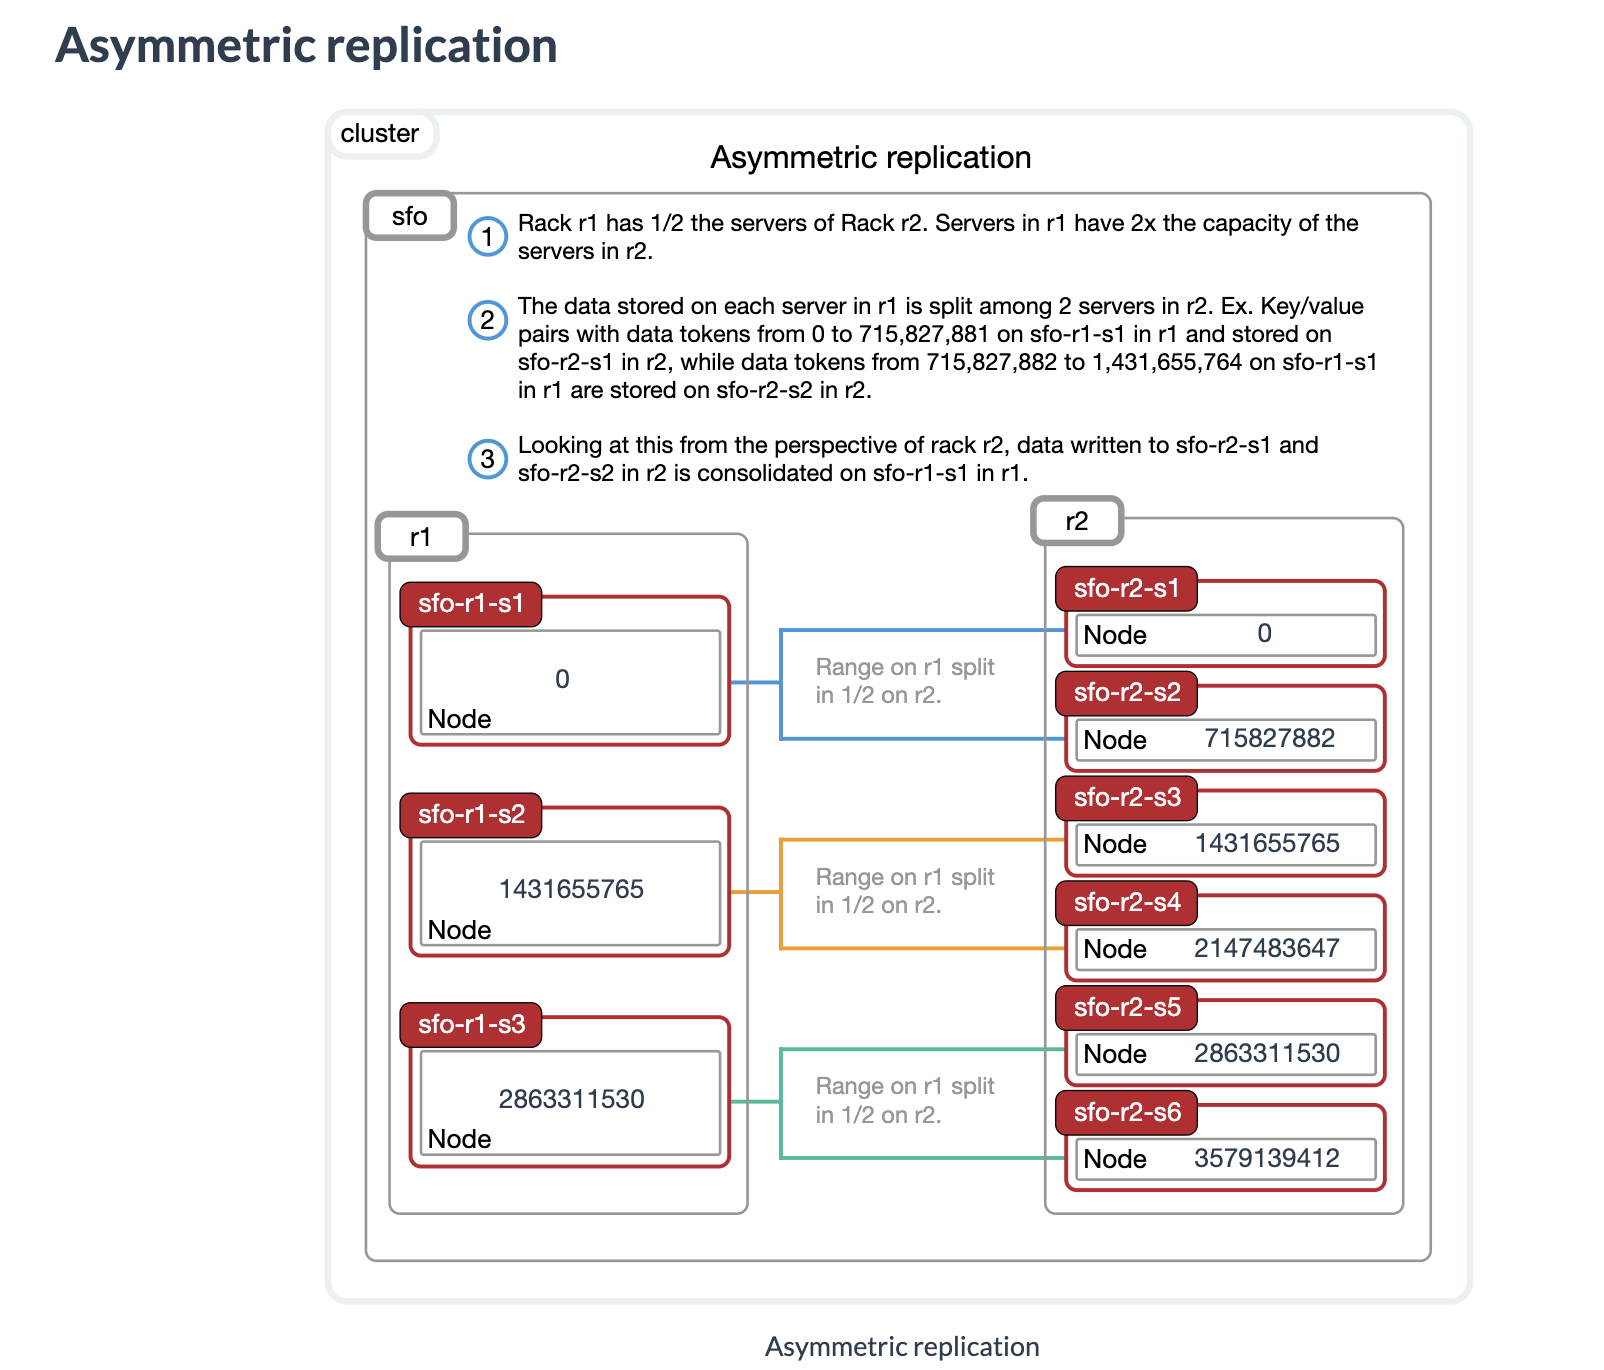 Asymmetric replication
cluster
Asymmetric replication
sfo
1
Rack r1 has 1/2 the servers of Rack r2. Servers in r1 have 2x the capacity of the
servers in r2.
2
The data stored on each server in r1 is split among 2 servers in r2. Ex. Key/value
pairs with data tokens from 0 to 715,827,881 on sfo-r1-s1 in r1 and stored on
sfo-r2-s1 in r2, while data tokens from 715,827,882 to 1,431,655,764 on sfo-r1-s1
in r1 are stored on sfo-r2-s2 in r2.
3
Looking at this from the perspective of rack r2, data written to sfo-r2-s1 and
sfo-r2-s2 in r2 is consolidated on sfo-r1-s1 in r1.
r1
sfo-r1-s1
0
Node
sfo-r1-s2
1431655765
Node
sfo-r1-s3
2863311530
Node
Range on r1 split
in 1/2 on r2.
Range on r1 split
in 1/2 on r2.
Range on r1 split
in 1/2 on r2.
r2
sfo-r2-s1
Node 0
sfo-r2-s2
Node 715827882
sfo-r2-s3
Node 1431655765
sfo-r2-s4
Node 2147483647
sfo-r2-s5
Node 2863311530
sfo-r2-s6
Node 3579139412
Asymmetric replication